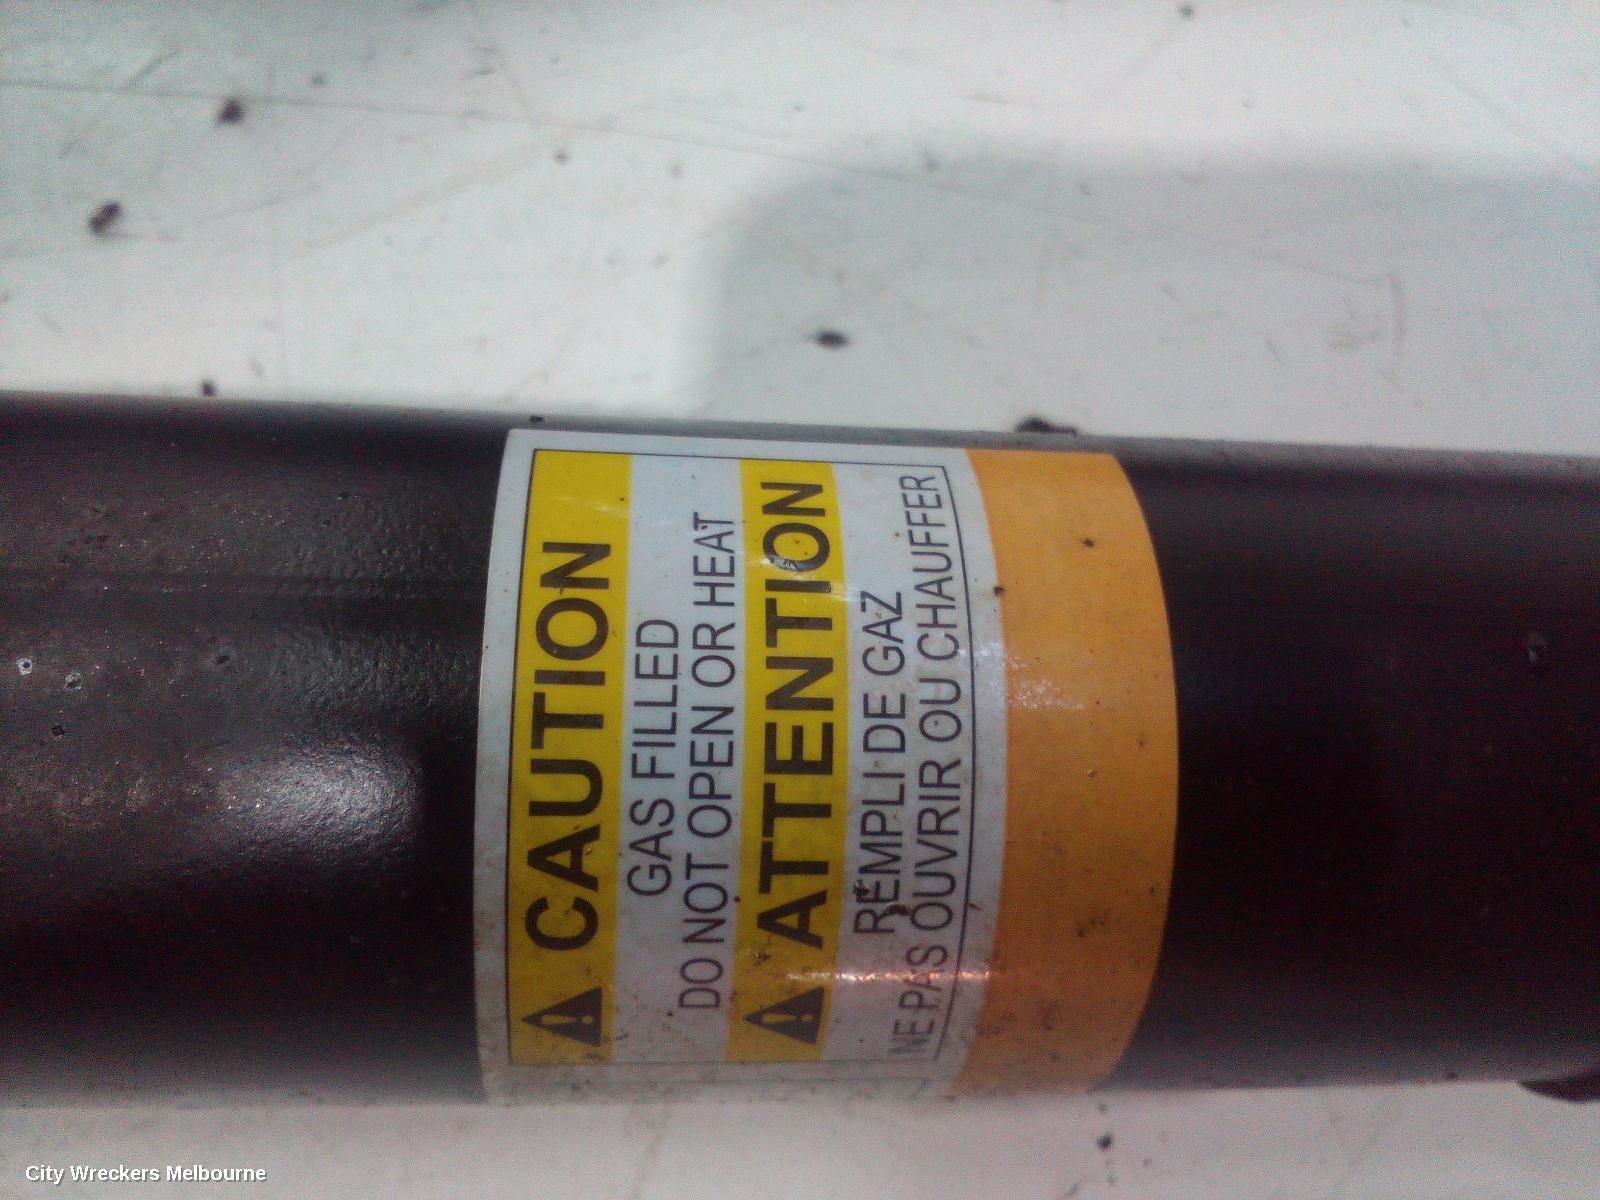 CAUTION
GAS FILLED
DO NOT OPEN OR HEAT
ATTENTION
REMPLI DE GAZ
NE PAS OUVRIR OU CHAUFFER
City Wreckers Melbourne